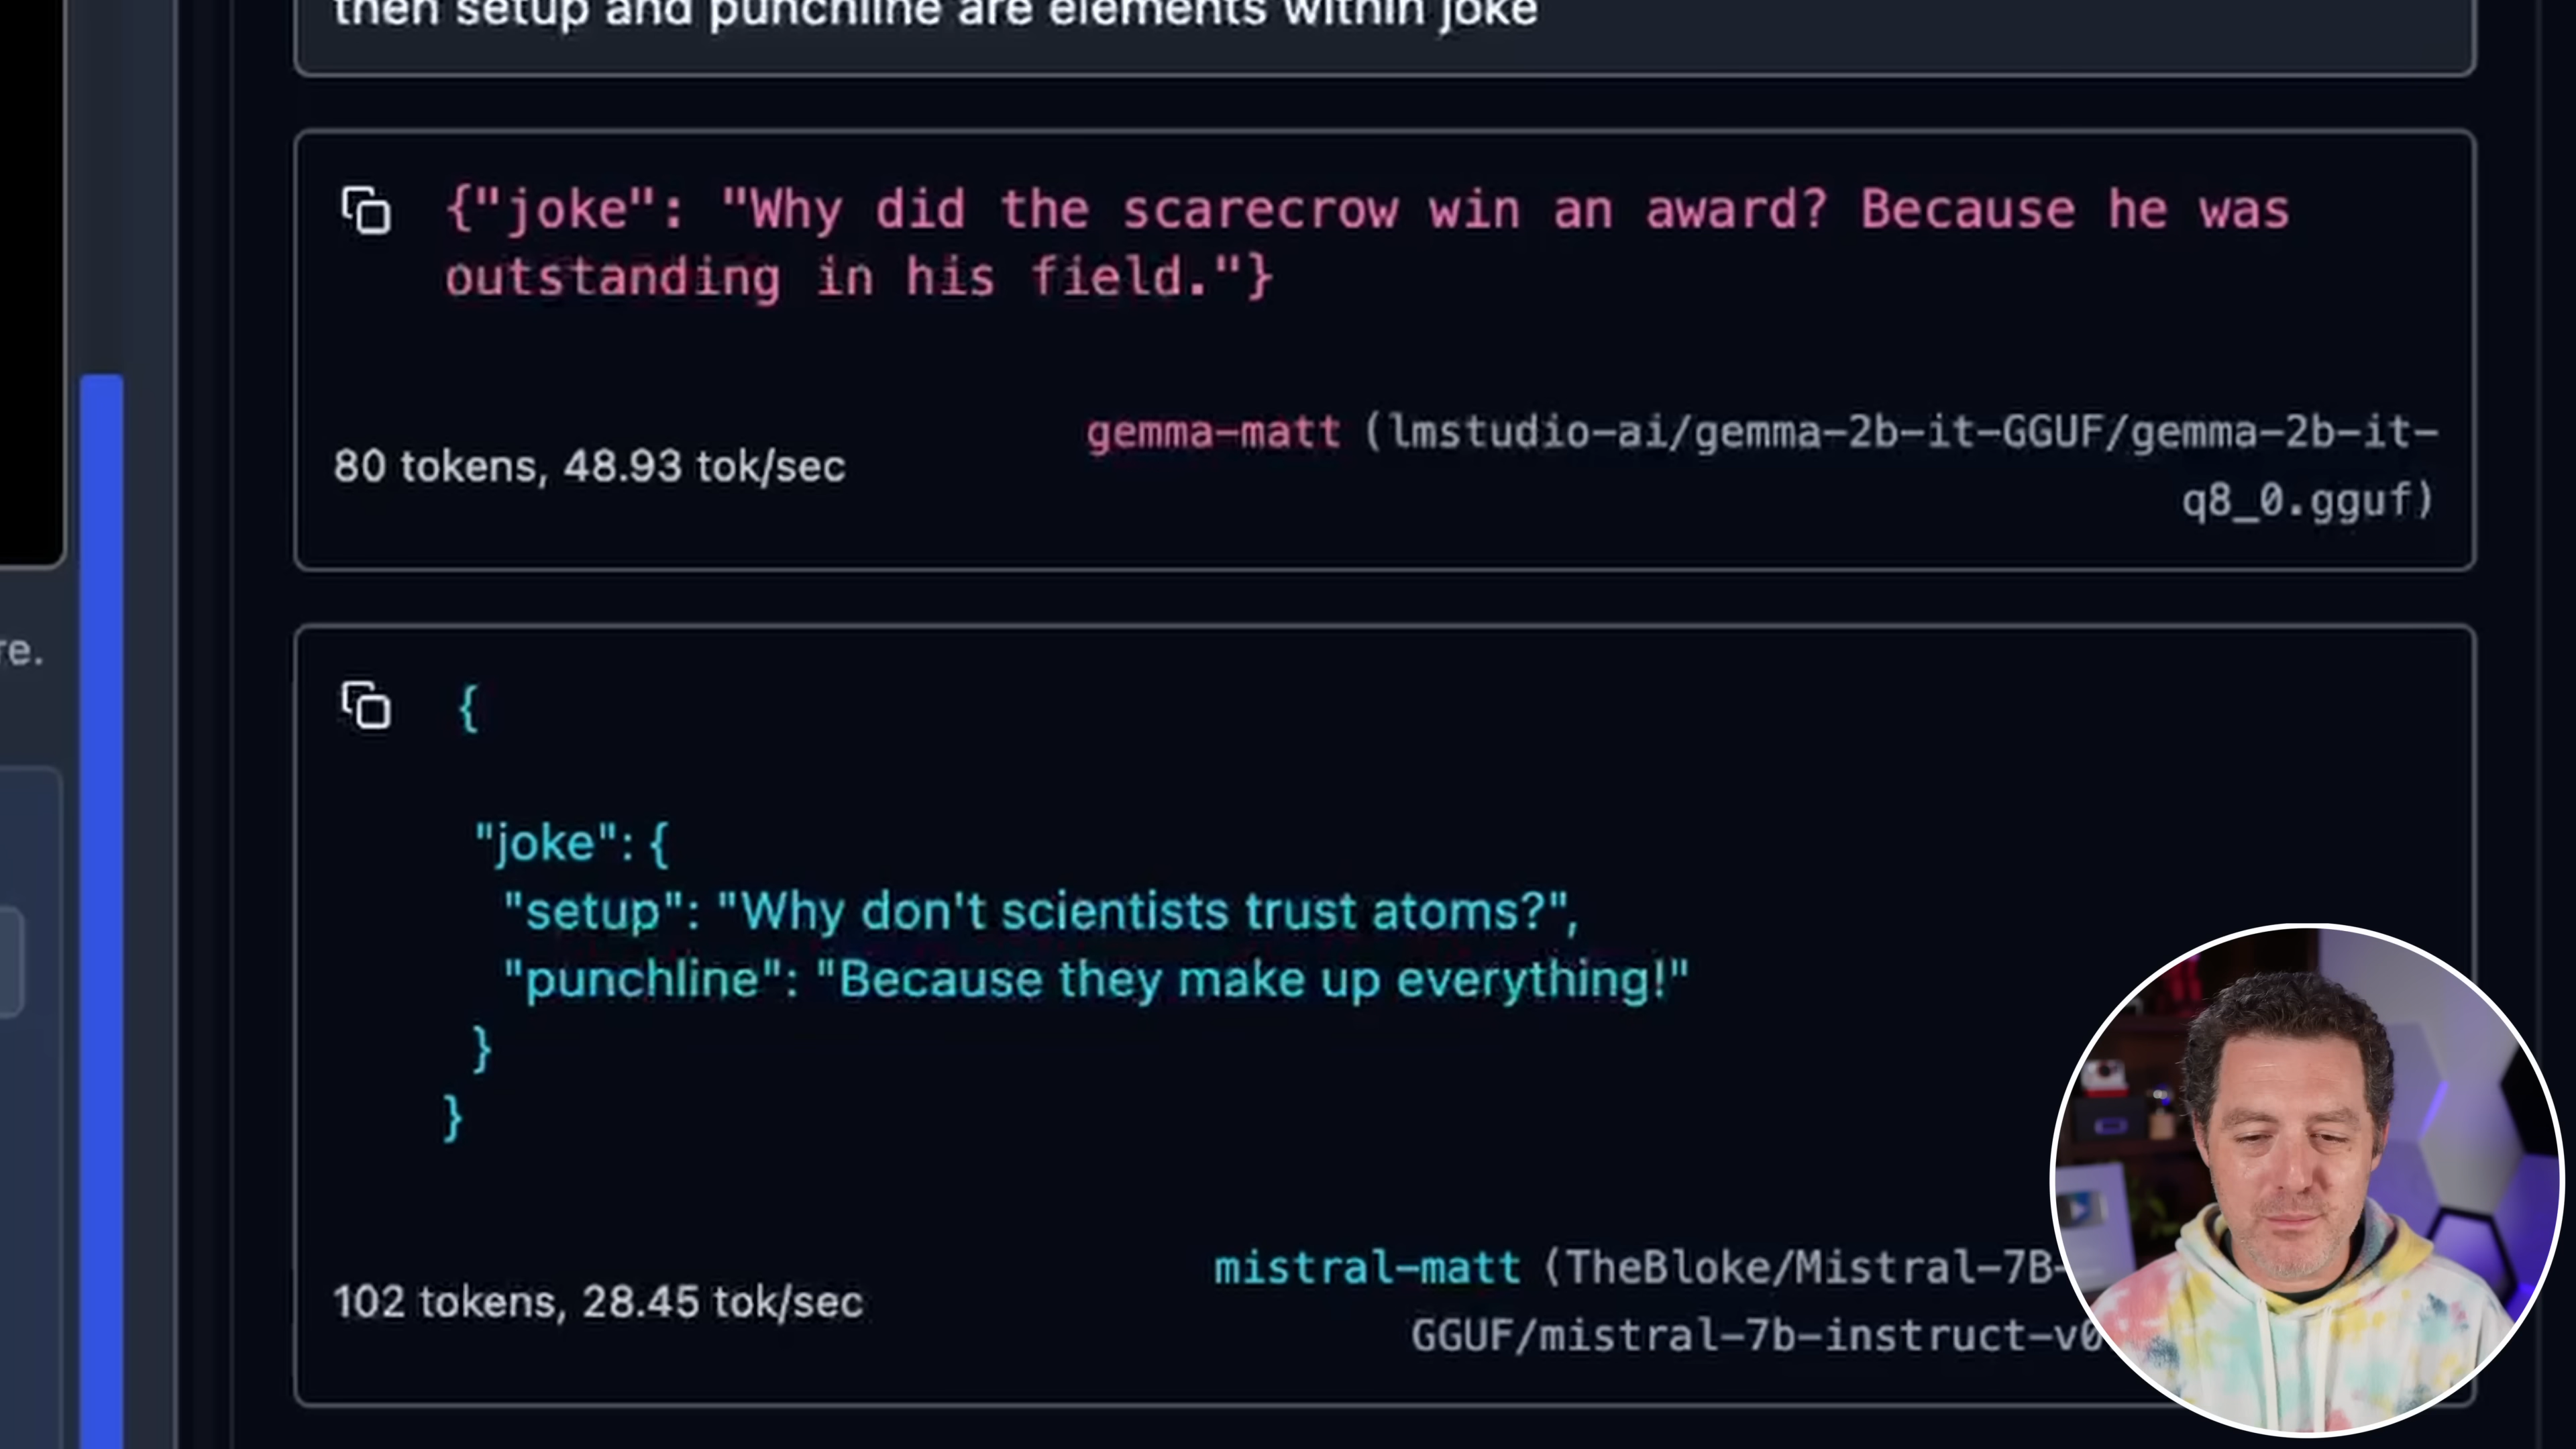 then setup and punchline are elements within joke
{"joke": "Why did the scarecrow win an award? Because he was
outstanding in his field."}
80 tokens, 48.93 tok/sec
gemma-matt (lmstudio-ai/gemma-2b-it-GGUF/gemma-2b-it-
q8_0.gguf)
re.
{
"joke": {
"setup": "Why don't scientists trust atoms?",
"punchline": "Because they make up everything!"
}
}
102 tokens, 28.45 tok/sec
mistral-matt (TheBloke/Mistral-7B-
GGUF/mistral-7b-instruct-v0